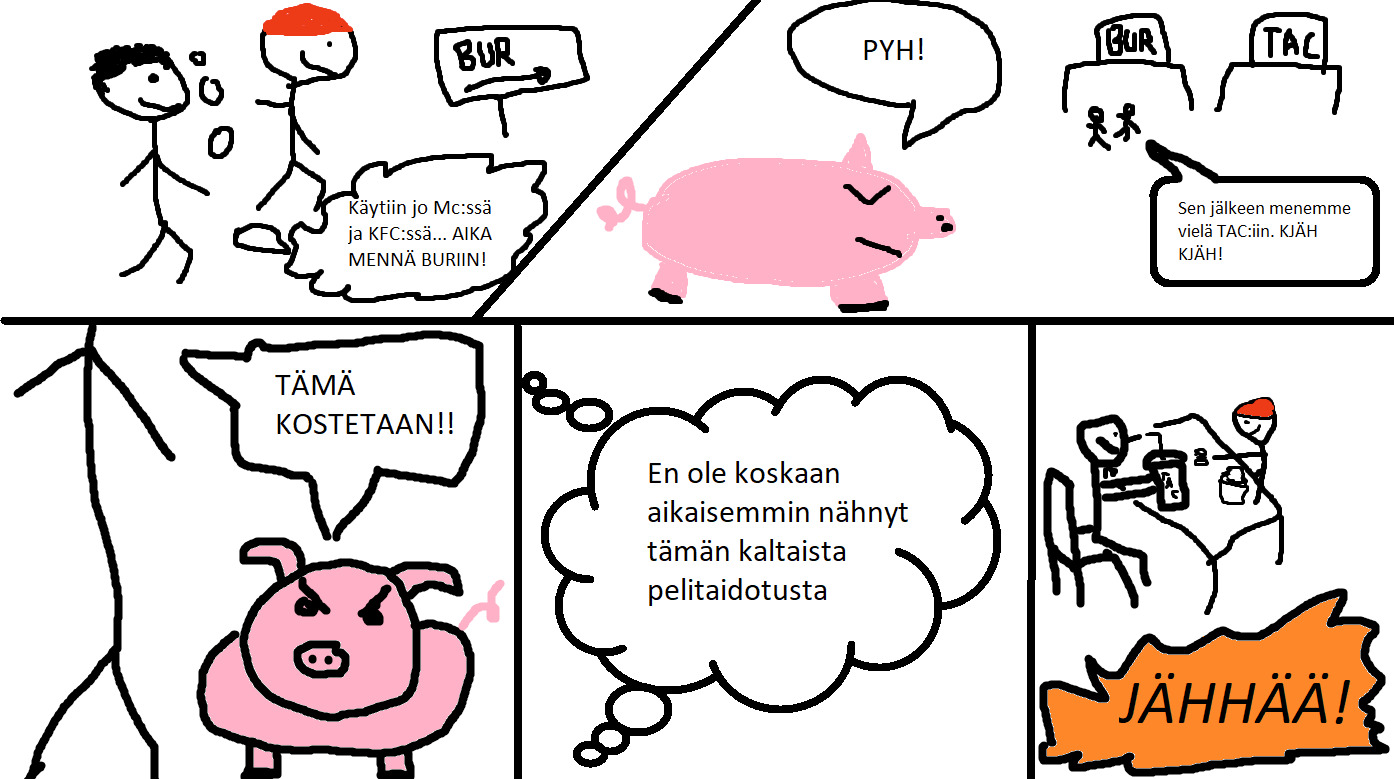 BUR
Käytiin jo Mc:ssä
ja KFC:ssä... AIKA
MENNÄ BURIIN!
PYH!
BUR
TAC
Sen jälkeen menemme
vielä TAC:iin. KJÄH
KJÄH!
TÄMÄ
KOSTETAAN!!
En ole koskaan
aikaisemmin nähnyt
tämän kaltaista
pelitaidotusta
TAC
JÄHHÄÄ!